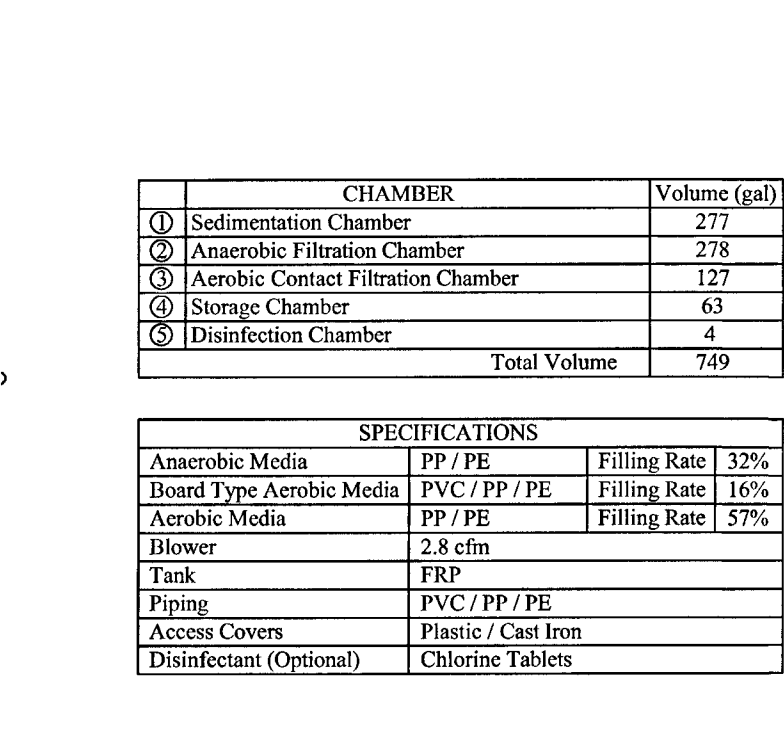 CHAMBER Volume (gal)
① Sedimentation Chamber 277
② Anaerobic Filtration Chamber 278
③ Aerobic Contact Filtration Chamber 127
④ Storage Chamber 63
⑤ Disinfection Chamber 4
Total Volume 749
SPECIFICATIONS
Anaerobic Media PP / PE Filling Rate 32%
Board Type Aerobic Media PVC / PP / PE Filling Rate 16%
Aerobic Media PP / PE Filling Rate 57%
Blower 2.8 cfm
Tank FRP
Piping PVC / PP / PE
Access Covers Plastic / Cast Iron
Disinfectant (Optional) Chlorine Tablets